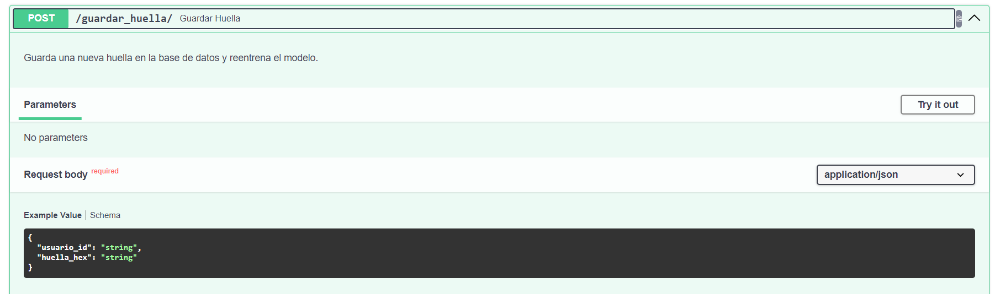 POST /guardar_huella/ Guardar Huella
Guarda una nueva huella en la base de datos y reentrena el modelo.
Parameters
Try it out
No parameters
Request body required
application/json
Example Value | Schema
{
  "usuario_id": "string",
  "huella_hex": "string"
}